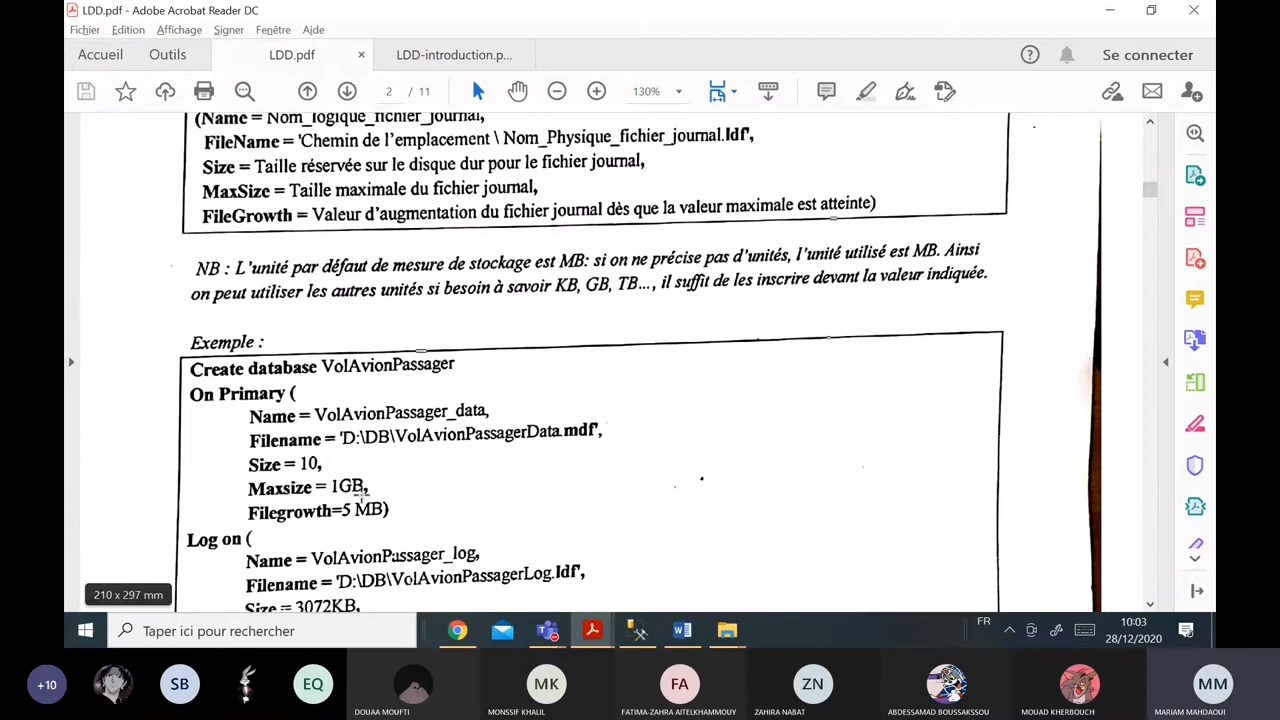 LDD.pdf - Adobe Acrobat Reader DC
Fichier Edition Affichage Signer Fenêtre Aide
Accueil Outils LDD.pdf × LDD-introduction.p... Se connecter
2 / 11 130%
(Name = Nom_logique_fichier_journal,
FileName = 'Chemin de l'emplacement \ Nom_Physique_fichier_journal.ldf',
Size = Taille réservée sur le disque dur pour le fichier journal,
MaxSize = Taille maximale du fichier journal,
FileGrowth = Valeur d'augmentation du fichier journal dès que la valeur maximale est atteinte)
NB : L'unité par défaut de mesure de stockage est MB: si on ne précise pas d'unités, l'unité utilisé est MB. Ainsi
on peut utiliser les autres unités si besoin à savoir KB, GB, TB..., il suffit de les inscrire devant la valeur indiquée.
Exemple :
Create database VolAvionPassager
On Primary (
Name = VolAvionPassager_data,
Filename = 'D:\DB\VolAvionPassagerData.mdf',
Size = 10,
Maxsize = 1GB,
Filegrowth=5 MB)
Log on (
Name = VolAvionPassager_log,
Filename = 'D:\DB\VolAvionPassagerLog.ldf',
Size = 3072KB,
210 x 297 mm
Taper ici pour rechercher
FR
10:03
28/12/2020
+10 SB EQ MK FA ZN MM
DOUAA MOUFTI MONSSIF KHALIL FATIMA-ZAHRA AITELKHAMMOUY ZAHIRA NABAT ABDESSAMAD BOUSSAKSSOU MOUAD KHERBOUCH MARIAM MAHDAOUI